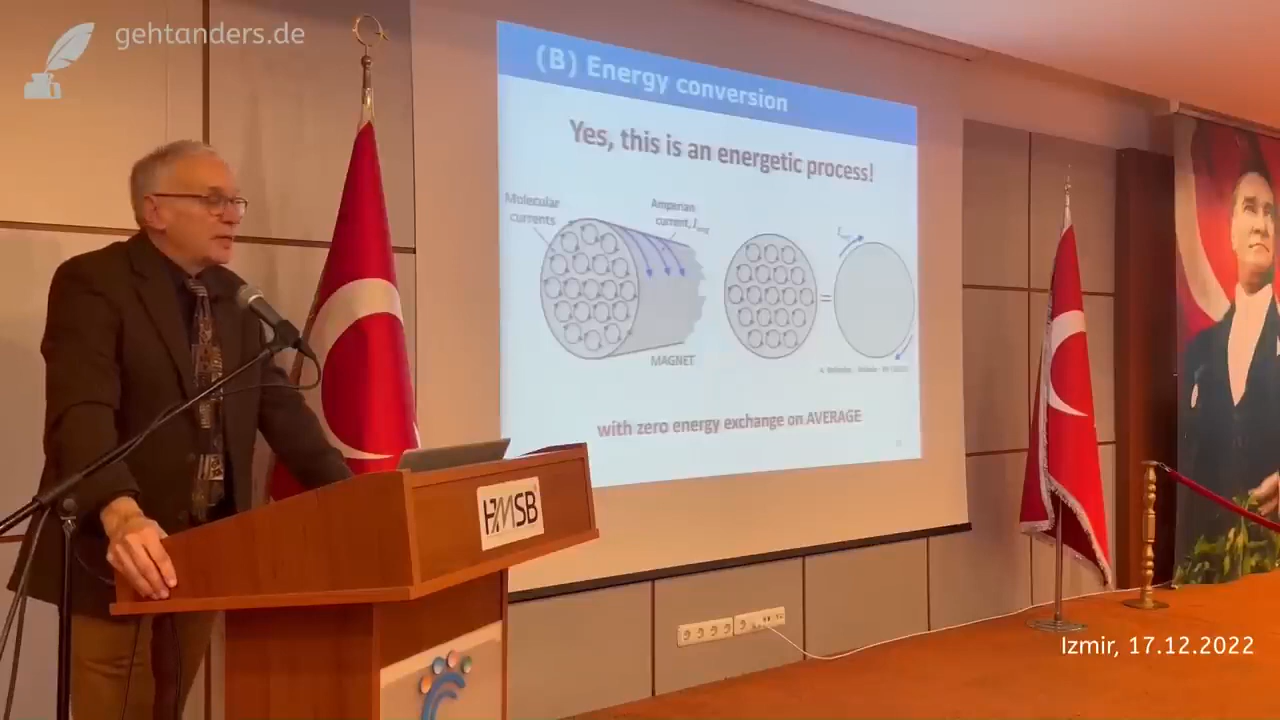 gehtanders.de
(B) Energy conversion
Yes, this is an energetic process!
Molecular
currents
Amperian
current,
MAGNET
=
with zero energy exchange on AVERAGE
HMSB
Izmir, 17.12.2022